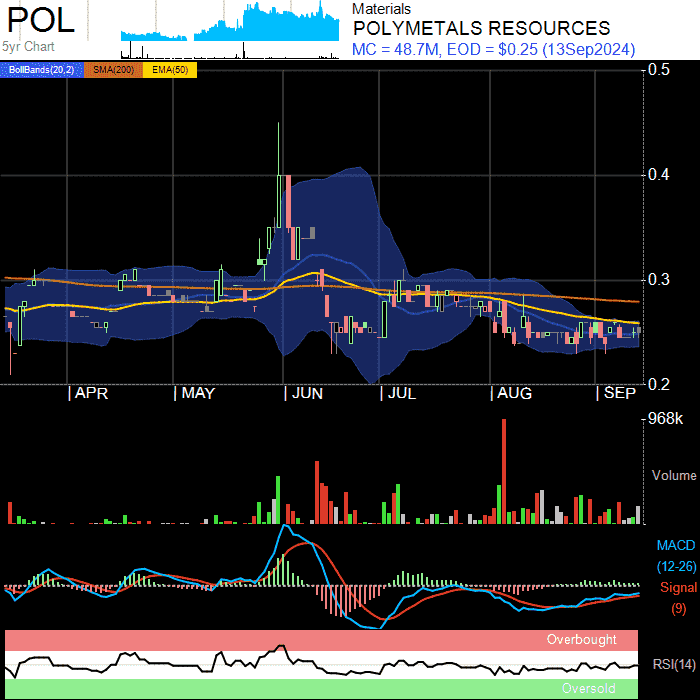 POL
5yr Chart
Materials
POLYMETALS RESOURCES
MC = 48.7M, EOD = $0.25 (13Sep2024)
BollBands(20,2) SMA(200) EMA(50)
0.5
0.4
0.3
0.2
APR MAY JUN JUL AUG SEP
968k
Volume
MACD
(12-26)
Signal
(9)
Overbought
RSI(14)
Oversold